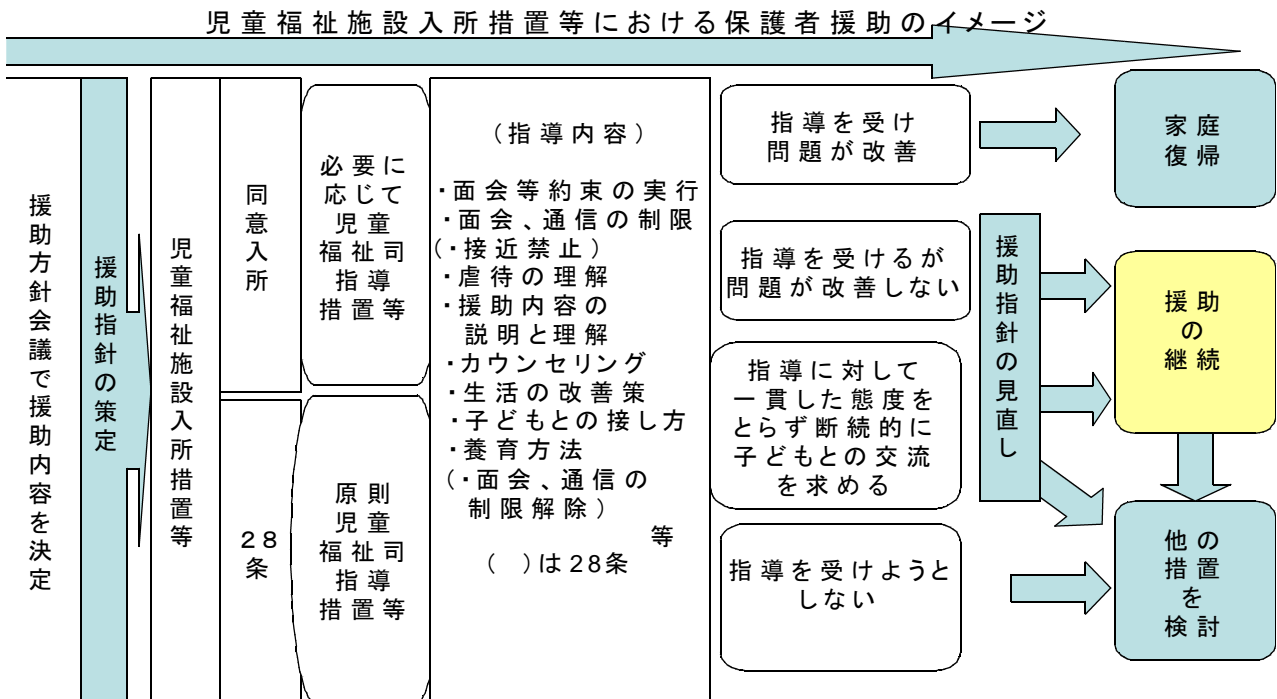 児童福祉施設入所措置等における保護者援助のイメージ
援助方針会議で援助内容を決定
援助指針の策定
児童福祉施設入所措置等
同意入所
28
条
必要に
応じて
児童
福祉司
指導
措置等
原則
児童
福祉司
指導
措置等
（指導内容）
・面会等約束の実行
・面会、通信の制限
（・接近禁止）
・虐待の理解
・援助内容の
説明と理解
・カウンセリング
・生活の改善策
・子どもとの接し方
・養育方法
（・面会、通信の
制限解除）
等
（　）は28条
指導を受け
問題が改善
指導を受けるが
問題が改善しない
指導に対して
一貫した態度を
とらず断続的に
子どもとの交流
を求める
指導を受けようと
しない
援助指針の見直し
家庭
復帰
援助
の
継続
他の
措置
を
検討